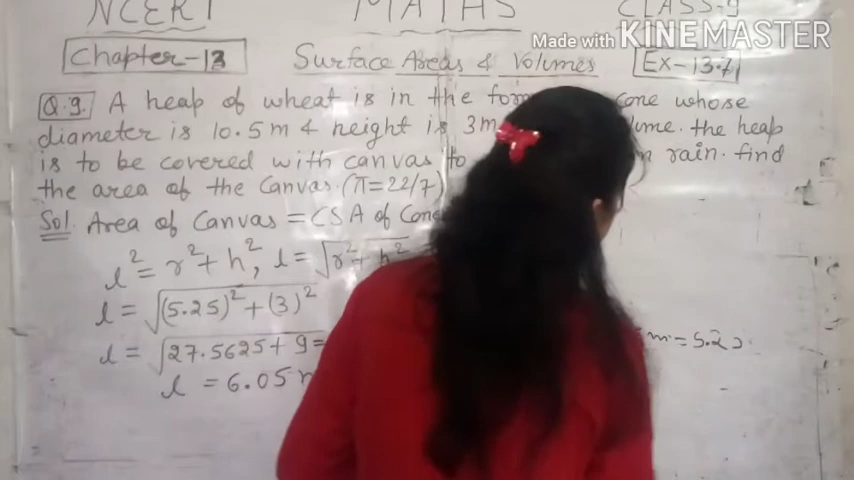 NCERT MATHS CLASS-9
Made with KINEMASTER
Chapter-13 Surface Areas & Volumes Ex-13.7
Q.9. A heap of wheat is in the cone whose
diameter is 10.5m & height is 3m the heap
is to be covered with canvas to rain. find
the area of the Canvas. (π=22/7)
Sol. Area of Canvas = CSA of
l² = r² + h², l = √r² + h²
l = √(5.25)² + (3)²
l = √27.5625 + 9 =
m = 5.2
l = 6.05